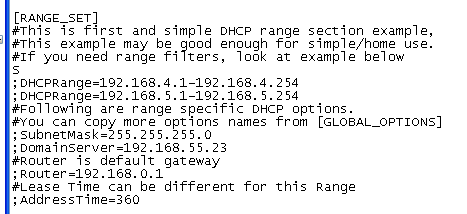 [RANGE_SET]
#This is first and simple DHCP range section example,
#This example may be good enough for simple/home use.
#If you need range filters, look at example below
S
;DHCPRange=192.168.4.1-192.168.4.254
;DHCPRange=192.168.5.1-192.168.5.254
#Following are range specific DHCP options.
#You can copy more options names from [GLOBAL_OPTIONS]
;SubnetMask=255.255.255.0
;DomainServer=192.168.55.23
#Router is default gateway
;Router=192.168.0.1
#Lease Time can be different for this Range
;AddressTime=360